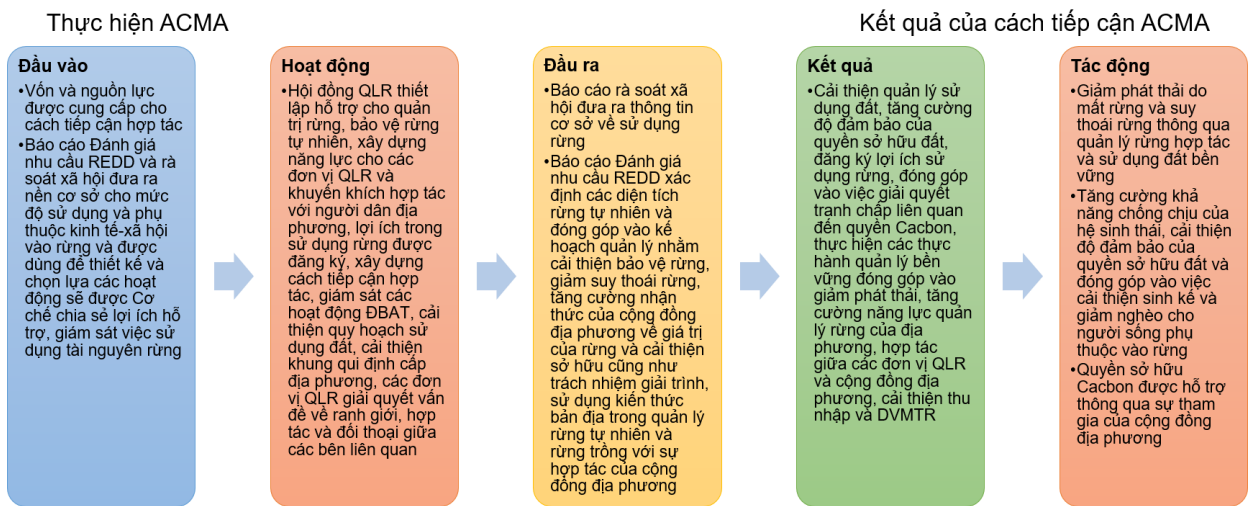 Thực hiện ACMA
Kết quả của cách tiếp cận ACMA
Đầu vào
•Vốn và nguồn lực
được cung cấp cho
cách tiếp cận hợp tác
•Báo cáo Đánh giá
nhu cầu REDD và rà
soát xã hội đưa ra
nền cơ sở cho mức
độ sử dụng và phụ
thuộc kinh tế-xã hội
vào rừng và được
dùng để thiết kế và
chọn lựa các hoạt
động sẽ được Cơ
chế chia sẻ lợi ích hỗ
trợ, giám sát việc sử
dụng tài nguyên rừng
Hoạt động
•Hội đồng QLR thiết
lập hỗ trợ cho quản
trị rừng, bảo vệ rừng
tự nhiên, xây dựng
năng lực cho các
đơn vị QLR và
khuyến khích hợp tác
với người dân địa
phương, lợi ích trong
sử dụng rừng được
đăng ký, xây dựng
cách tiếp cận hợp
tác, giám sát các
hoạt động ĐBAT, cải
thiện quy hoạch sử
dụng đất, cải thiện
khung qui định cấp
địa phương, các đơn
vị QLR giải quyết vấn
đề về ranh giới, hợp
tác và đối thoại giữa
các bên liên quan
Đầu ra
•Báo cáo rà soát xã
hội đưa ra thông tin
cơ sở về sử dụng
rừng
•Báo cáo Đánh giá
nhu cầu REDD xác
định các diện tích
rừng tự nhiên và
đóng góp vào kế
hoạch quản lý nhằm
cải thiện bảo vệ rừng,
giảm suy thoái rừng,
tăng cường nhận
thức của cộng đồng
địa phương về giá trị
của rừng và cải thiện
sở hữu cũng như
trách nhiệm giải trình,
sử dụng kiến thức
bản địa trong quản lý
rừng tự nhiên và
rừng trồng với sự
hợp tác của cộng
đồng địa phương
Kết quả
•Cải thiện quản lý sử
dụng đất, tăng cường
độ đảm bảo của
quyền sở hữu đất,
đăng ký lợi ích sử
dụng rừng, đóng góp
vào việc giải quyết
tranh chấp liên quan
đến quyền Cacbon,
thực hiện các thực
hành quản lý bền
vững đóng góp vào
giảm phát thải, tăng
cường năng lực quản
lý rừng của địa
phương, hợp tác
giữa các đơn vị QLR
và cộng đồng địa
phương, cải thiện thu
nhập và DVMTR
Tác động
•Giảm phát thải do
mất rừng và suy
thoái rừng thông qua
quản lý rừng hợp tác
và sử dụng đất bền
vững
•Tăng cường khả
năng chống chịu của
hệ sinh thái, cải thiện
độ đảm bảo của
quyền sở hữu đất và
đóng góp vào việc
cải thiện sinh kế và
giảm nghèo cho
người sống phụ
thuộc vào rừng
•Quyền sở hữu
Cacbon được hỗ trợ
thông qua sự tham
gia của cộng đồng
địa phương